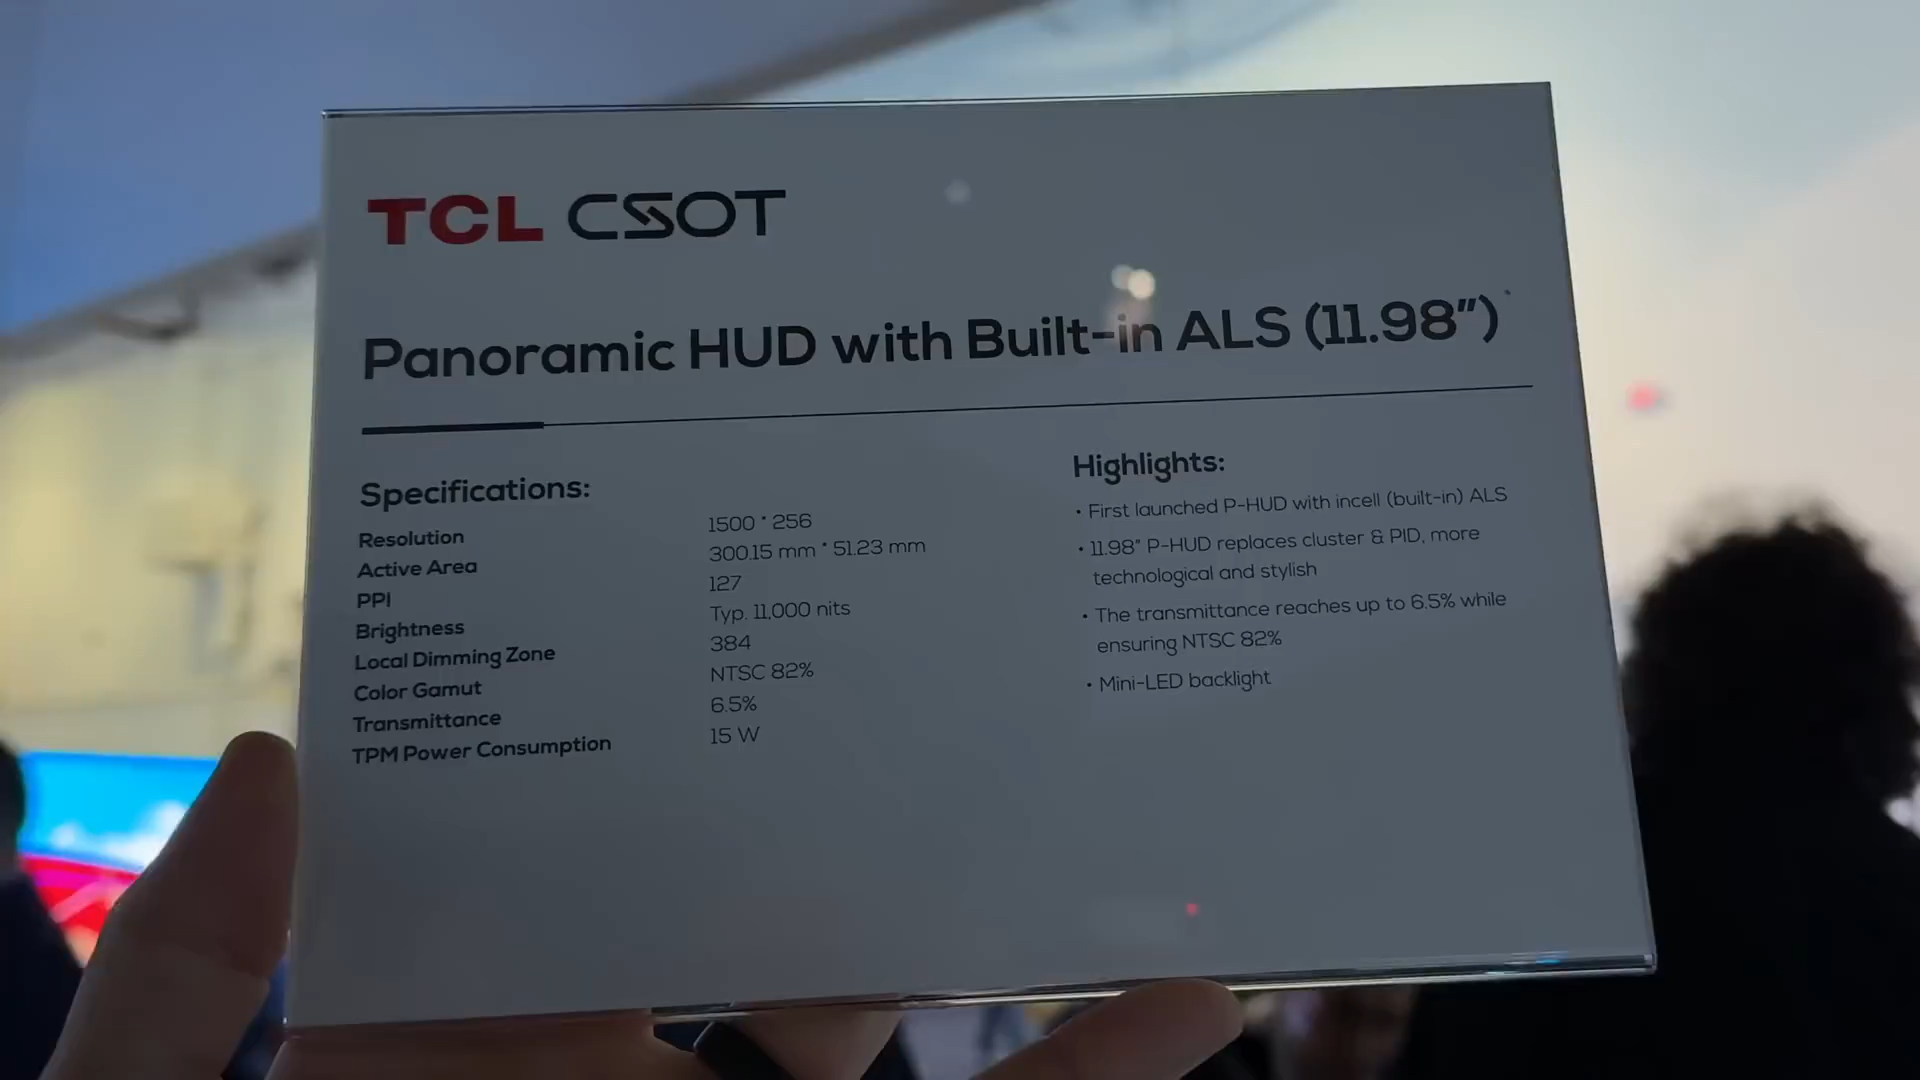 TCL CSOT
Panoramic HUD with Built-in ALS (11.98")
Specifications:
Resolution 1500 * 256
Active Area 300.15 mm * 51.23 mm
PPI 127
Brightness Typ. 11,000 nits
Local Dimming Zone 384
Color Gamut NTSC 82%
Transmittance 6.5%
TPM Power Consumption 15 W
Highlights:
• First launched P-HUD with incell (built-in) ALS
• 11.98" P-HUD replaces cluster & PID, more
technological and stylish
• The transmittance reaches up to 6.5% while
ensuring NTSC 82%
• Mini-LED backlight